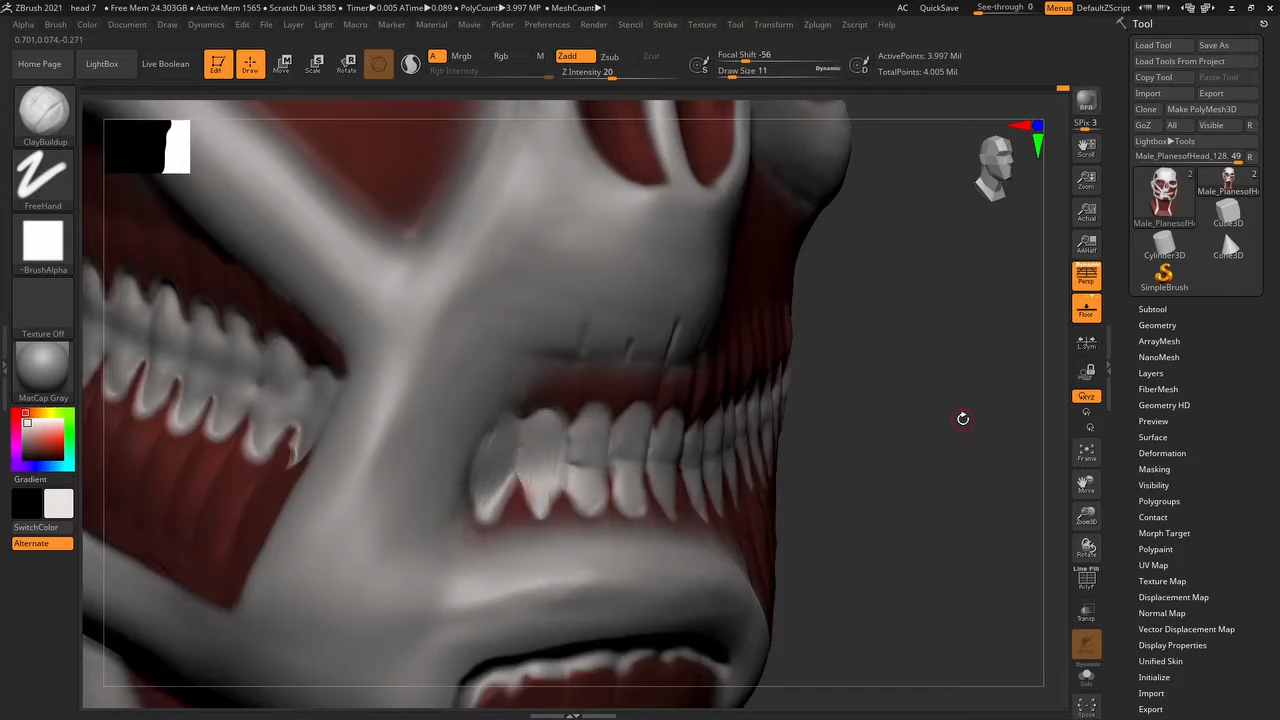 ZBrush 2021 head 7 • Free Mem 24.303GB • Active Mem 1565 • Scratch Disk 3585 • Timer▶0.005 ATime▶0.089 • PolyCount▶3.997 MP • MeshCount▶1
AC QuickSave See-through 0 Menus DefaultZScript
Alpha Brush Color Document Draw Dynamics Edit File Layer Light Macro Marker Material Movie Picker Preferences Render Stencil Stroke Texture Tool Transform Zplugin Zscript Help
0.701,0.074,-0.271
Home Page LightBox Live Boolean Edit Draw Move Scale Rotate
A Mrgb Rgb M Zadd Zsub Zcut
Rgb Intensity Z Intensity 20
Focal Shift -56
Draw Size 11 Dynamic
S
D
ActivePoints: 3.997 Mil
TotalPoints: 4.005 Mil
ClayBuildup
FreeHand
~BrushAlpha
Texture Off
MatCap Gray
Gradient
SwitchColor
Alternate
BPR
SPix 3
Scroll
Zoom
Actual
AAHalf
Dynamic
Persp
Floor
L.Sym
XYZ
Frame
Move
Zoom3D
Rotate
Line Fill
PolyF
Transp
Dynamic
Solo
Xpose
Tool
Load Tool Save As
Load Tools From Project
Copy Tool Paste Tool
Import Export
Clone Make PolyMesh3D
GoZ All Visible R
Lightbox▶Tools
Male_PlanesofHead_128. 49 R
2 2
Male_PlanesofH Male_PlanesofH
Cube3D
Cylinder3D Cone3D
SimpleBrush
Subtool
Geometry
ArrayMesh
NanoMesh
Layers
FiberMesh
Geometry HD
Preview
Surface
Deformation
Masking
Visibility
Polygroups
Contact
Morph Target
Polypaint
UV Map
Texture Map
Displacement Map
Normal Map
Vector Displacement Map
Display Properties
Unified Skin
Initialize
Import
Export